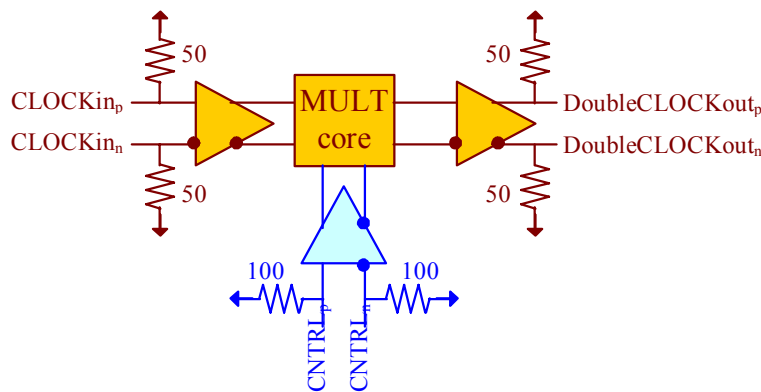 50
50
CLOCKinp
MULT
DoubleCLOCKoutp
CLOCKinn
core
DoubleCLOCKoutn
50
50
100
100
CNTRLp
CNTRLn